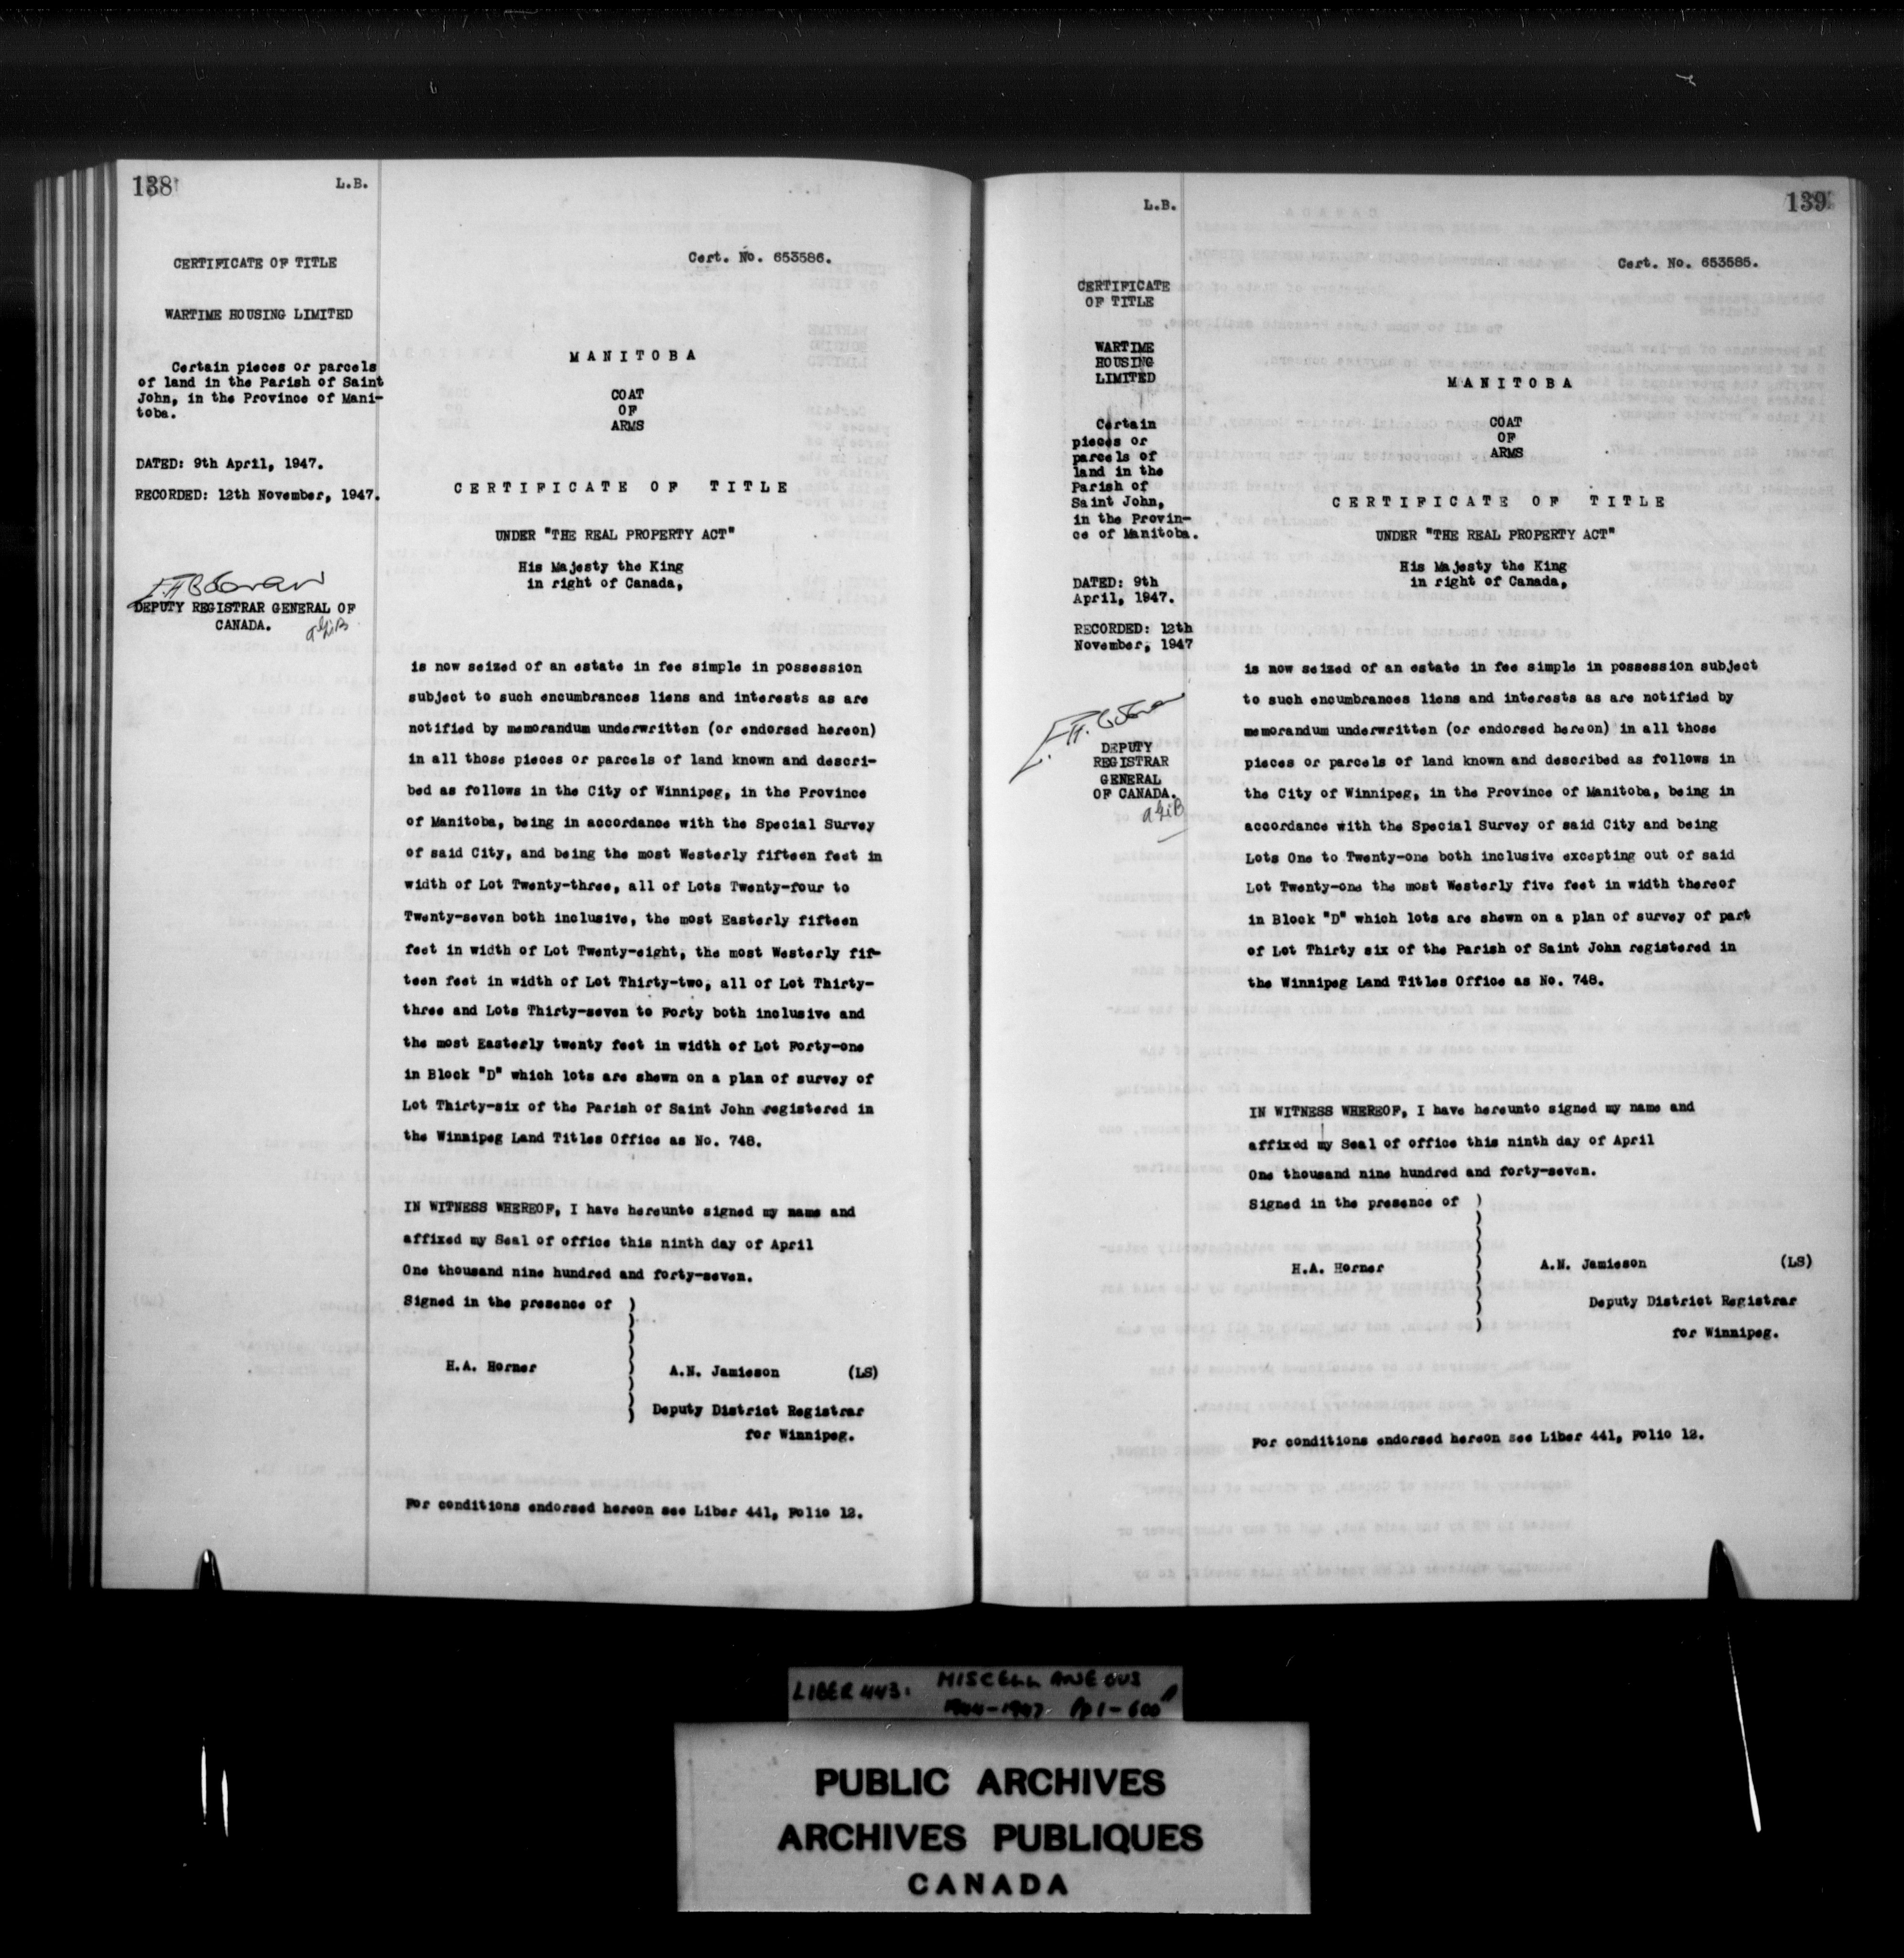 138
L.B.
CERTIFICATE OF TITLE
WARTIME HOUSING LIMITED
Certain pieces or parcels
of land in the Parish of Saint
John, in the Province of Mani-
toba.
DATED: 9th April, 1947.
RECORDED: 12th November, 1947.
DEPUTY REGISTRAR GENERAL OF
CANADA.
Cert. No. 653586.
MANITOBA
COAT
OF
ARMS
CERTIFICATE OF TITLE
UNDER "THE REAL PROPERTY ACT"
His Majesty the King
in right of Canada,
is now seized of an estate in fee simple in possession
subject to such encumbrances liens and interests as are
notified by memorandum underwritten (or endorsed hereon)
in all those pieces or parcels of land known and descri-
bed as follows in the City of Winnipeg, in the Province
of Manitoba, being in accordance with the Special Survey
of said City, and being the most Westerly fifteen feet in
width of Lot Twenty-three, all of Lots Twenty-four to
Twenty-seven both inclusive, the most Easterly fifteen
feet in width of Lot Twenty-eight, the most Westerly fif-
teen feet in width of Lot Thirty-two, all of Lot Thirty-
three and Lots Thirty-seven to Forty both inclusive and
the most Easterly twenty feet in width of Lot Forty-one
in Block "D" which lots are shewn on a plan of survey of
Lot Thirty-six of the Parish of Saint John registered in
the Winnipeg Land Titles Office as No. 748.
IN WITNESS WHEREOF, I have hereunto signed my name and
affixed my Seal of office this ninth day of April
One thousand nine hundred and forty-seven.
Signed in the presence of )
H.A. Horner
A.N. Jamieson (LS)
Deputy District Registrar
for Winnipeg.
For conditions endorsed hereon see Liber 441, Folio 12.
139
L.B.
CERTIFICATE
OF TITLE
WARTIME
HOUSING
LIMITED
Certain
pieces or
parcels of
land in the
Parish of
Saint John,
in the Provin-
ce of Manitoba.
DATED: 9th
April, 1947.
RECORDED: 12th
November, 1947
DEPUTY
REGISTRAR
GENERAL
OF CANADA.
Cert. No. 653585.
MANITOBA
COAT
OF
ARMS
CERTIFICATE OF TITLE
UNDER "THE REAL PROPERTY ACT"
His Majesty the King
in right of Canada,
is now seized of an estate in fee simple in possession subject
to such encumbrances liens and interests as are notified by
memorandum underwritten (or endorsed hereon) in all those
pieces or parcels of land known and described as follows in
the City of Winnipeg, in the Province of Manitoba, being in
accordance with the Special Survey of said City and being
Lots One to Twenty-one both inclusive excepting out of said
Lot Twenty-one the most Westerly five feet in width thereof
in Block "D" which lots are shewn on a plan of survey of part
of Lot Thirty six of the Parish of Saint John registered in
the Winnipeg Land Titles Office as No. 748.
IN WITNESS WHEREOF, I have hereunto signed my name and
affixed my Seal of office this ninth day of April
One thousand nine hundred and forty-seven.
Signed in the presence of )
H.A. Horner
A.N. Jamieson (LS)
Deputy District Registrar
for Winnipeg.
For conditions endorsed hereon see Liber 441, Folio 12.
LIBER 443: MISCELLANEOUS
1944-1947 Pp 1-600
PUBLIC ARCHIVES
ARCHIVES PUBLIQUES
CANADA